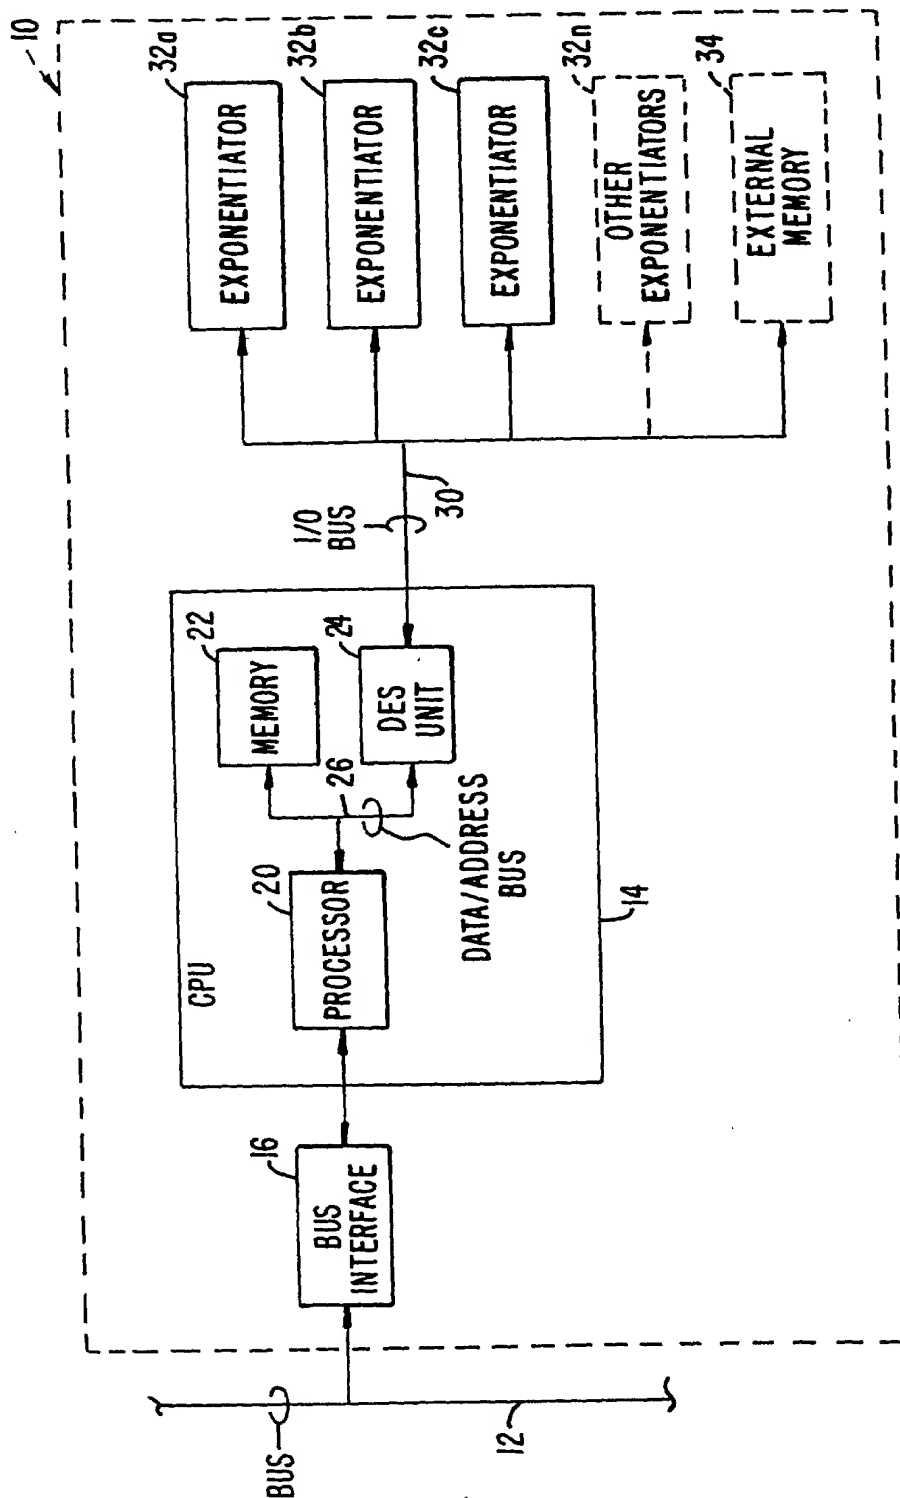 10
32a
EXPONENTIATOR
32b
EXPONENTIATOR
32c
EXPONENTIATOR
32n
OTHER
EXPONENTIATORS
34
EXTERNAL
MEMORY
I/O
BUS
30
22
MEMORY
24
DES
UNIT
26
20
PROCESSOR
DATA/ADDRESS
BUS
CPU
14
16
BUS
INTERFACE
BUS
12